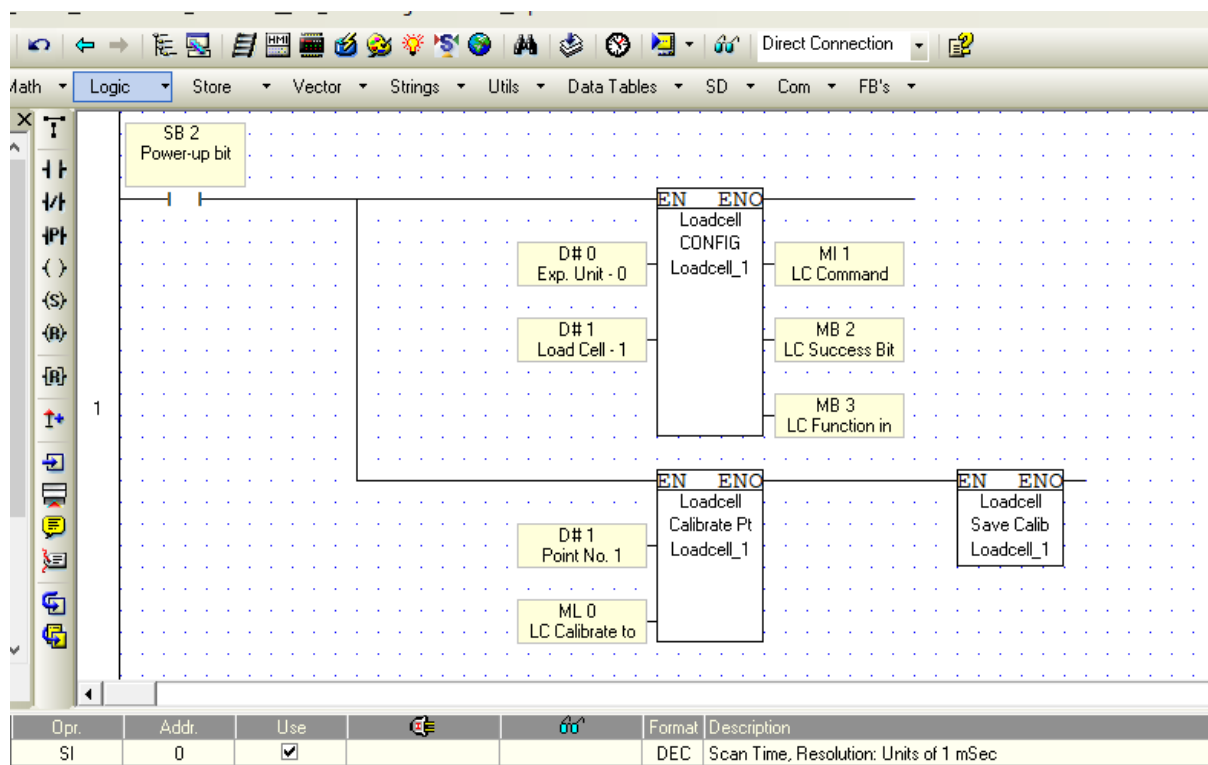 Direct Connection
Math Logic Store Vector Strings Utils Data Tables SD Com FB's
SB 2
Power-up bit
EN ENO
Loadcell
CONFIG
Loadcell_1
D# 0
Exp. Unit - 0
MI 1
LC Command
D# 1
Load Cell - 1
MB 2
LC Success Bit
MB 3
LC Function in
1
EN ENO
Loadcell
Calibrate Pt
Loadcell_1
EN ENO
Loadcell
Save Calib
Loadcell_1
D# 1
Point No. 1
ML 0
LC Calibrate to
Opr. Addr. Use Format Description
SI 0 DEC Scan Time, Resolution: Units of 1 mSec